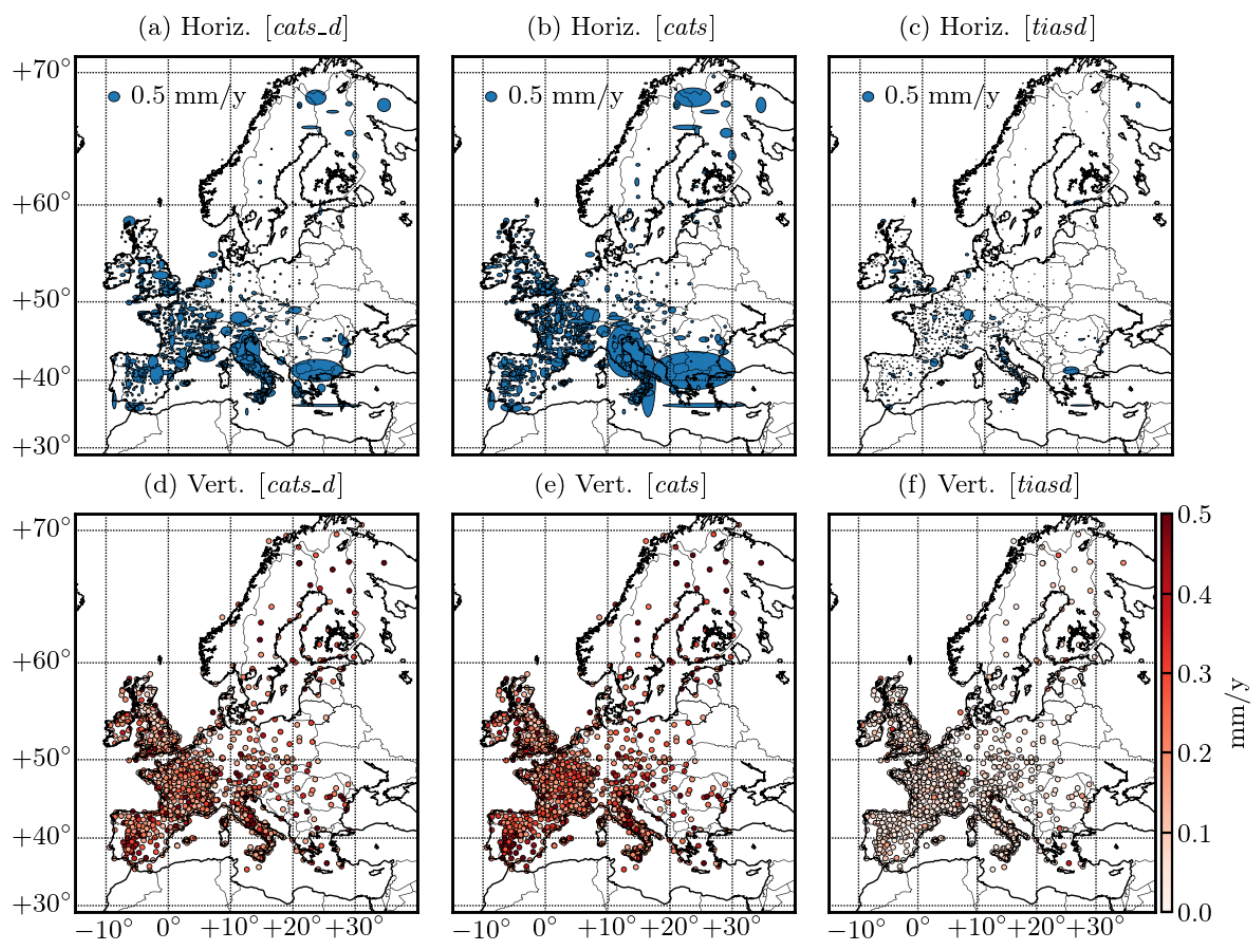 (a) Horiz. [cats_d]
(b) Horiz. [cats]
(c) Horiz. [tiasd]
+70°
+60°
+50°
+40°
+30°
0.5 mm/y
0.5 mm/y
0.5 mm/y
(d) Vert. [cats_d]
(e) Vert. [cats]
(f) Vert. [tiasd]
+70°
+60°
+50°
+40°
+30°
−10° 0° +10° +20° +30°
−10° 0° +10° +20° +30°
−10° 0° +10° +20° +30°
0.5
0.4
0.3
0.2
0.1
0.0
mm/y